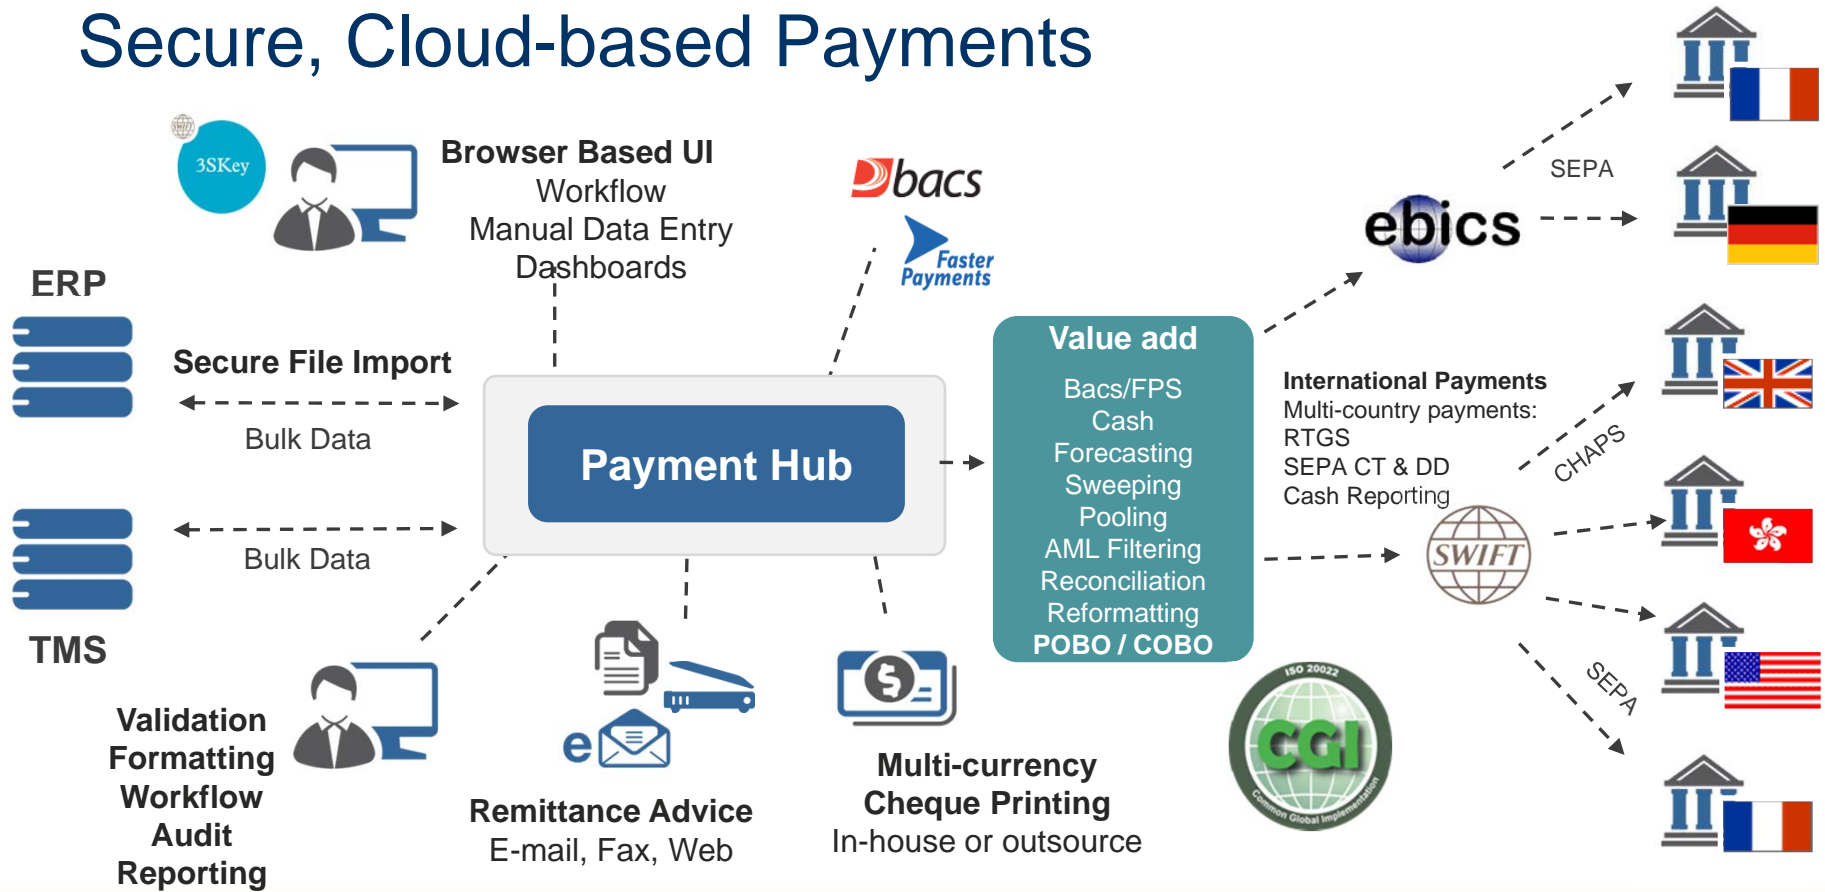 Secure, Cloud-based Payments
SWIFT
3SKey
Browser Based UI
Workflow
Manual Data Entry
Dashboards
bacs
Faster
Payments
ebics
SEPA
ERP
Secure File Import
Bulk Data
Payment Hub
Bulk Data
TMS
Value add
Bacs/FPS
Cash
Forecasting
Sweeping
Pooling
AML Filtering
Reconciliation
Reformatting
POBO / COBO
International Payments
Multi-country payments:
RTGS
SEPA CT & DD
Cash Reporting
SWIFT
CHAPS
SEPA
Validation
Formatting
Workflow
Audit
Reporting
e
Remittance Advice
E-mail, Fax, Web
$
Multi-currency
Cheque Printing
In-house or outsource
ISO 20022
CGI
Common Global Implementation